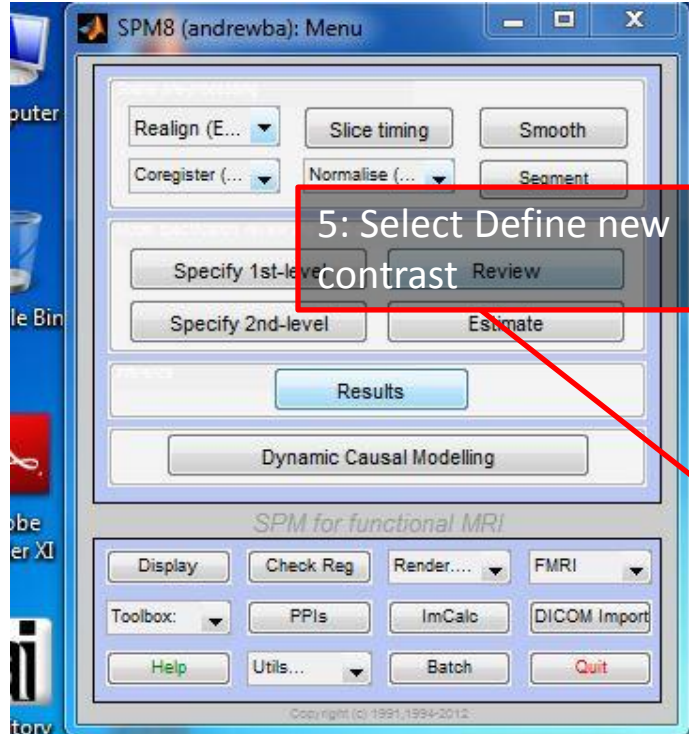 SPM8 (andrewba): Menu
puter
Realign (E... Slice timing Smooth
Coregister (... Normalise (... Segment
5: Select Define new
contrast
Specify 1st-level Review
le Bin
Specify 2nd-level Estimate
Results
Dynamic Causal Modelling
SPM for functional MRI
obe
er XI
Display Check Reg Render.... FMRI
Toolbox: PPIs ImCalc DICOM Import
Help Utils... Batch Quit
Copyright (c) 1991,1994-2012
tory